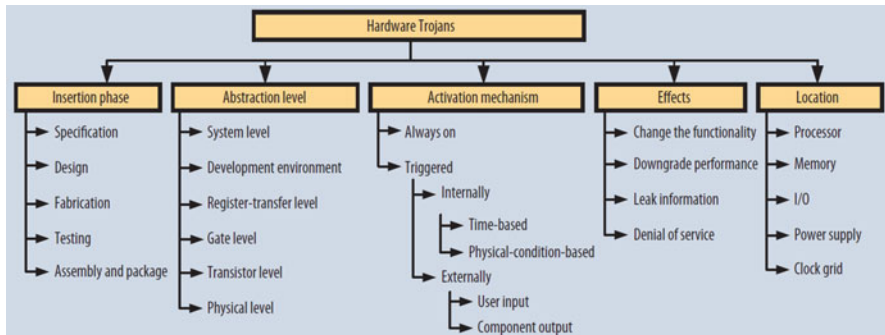 Hardware Trojans
Insertion phase
Specification
Design
Fabrication
Testing
Assembly and package
Abstraction level
System level
Development environment
Register-transfer level
Gate level
Transistor level
Physical level
Activation mechanism
Always on
Triggered
Internally
Time-based
Physical-condition-based
Externally
User input
Component output
Effects
Change the functionality
Downgrade performance
Leak information
Denial of service
Location
Processor
Memory
I/O
Power supply
Clock grid